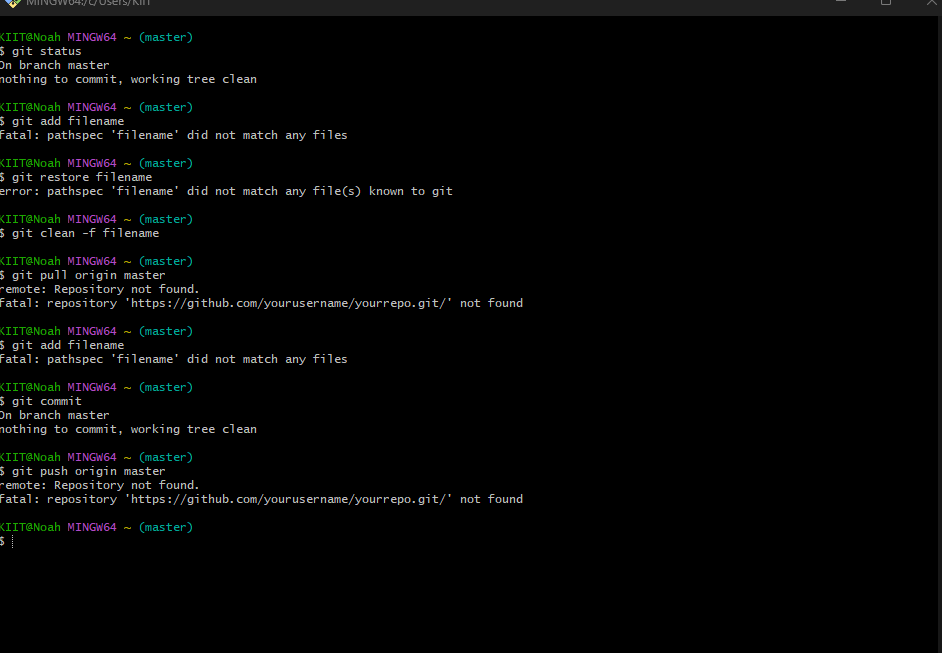 MINGW64:/c/Users/KIIT
KIIT@Noah MINGW64 ~ (master)
$ git status
On branch master
nothing to commit, working tree clean
KIIT@Noah MINGW64 ~ (master)
$ git add filename
fatal: pathspec 'filename' did not match any files
KIIT@Noah MINGW64 ~ (master)
$ git restore filename
error: pathspec 'filename' did not match any file(s) known to git
KIIT@Noah MINGW64 ~ (master)
$ git clean -f filename
KIIT@Noah MINGW64 ~ (master)
$ git pull origin master
remote: Repository not found.
fatal: repository 'https://github.com/yourusername/yourrepo.git/' not found
KIIT@Noah MINGW64 ~ (master)
$ git add filename
fatal: pathspec 'filename' did not match any files
KIIT@Noah MINGW64 ~ (master)
$ git commit
On branch master
nothing to commit, working tree clean
KIIT@Noah MINGW64 ~ (master)
$ git push origin master
remote: Repository not found.
fatal: repository 'https://github.com/yourusername/yourrepo.git/' not found
KIIT@Noah MINGW64 ~ (master)
$